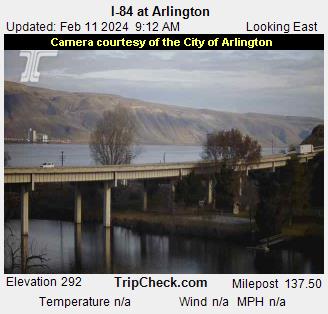 I-84 at Arlington
Updated: Feb 11 2024 9:12 AM Looking East
Camera courtesy of the City of Arlington
Elevation 292 TripCheck.com Milepost 137.50
Temperature n/a Wind n/a MPH n/a